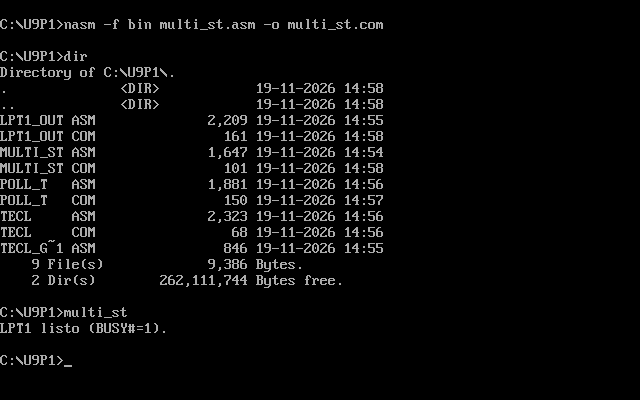 C:\U9P1>nasm -f bin multi_st.asm -o multi_st.com
C:\U9P1>dir
Directory of C:\U9P1\.
.              <DIR>            19-11-2026 14:58
..             <DIR>            19-11-2026 14:58
LPT1_OUT ASM              2,209 19-11-2026 14:55
LPT1_OUT COM                161 19-11-2026 14:58
MULTI_ST ASM              1,647 19-11-2026 14:54
MULTI_ST COM                101 19-11-2026 14:58
POLL_T   ASM              1,881 19-11-2026 14:56
POLL_T   COM                150 19-11-2026 14:57
TECL     ASM              2,323 19-11-2026 14:56
TECL     COM                 68 19-11-2026 14:56
TECL_G~1 ASM                846 19-11-2026 14:55
    9 File(s)             9,386 Bytes.
    2 Dir(s)        262,111,744 Bytes free.
C:\U9P1>multi_st
LPT1 listo (BUSY#=1).
C:\U9P1>_